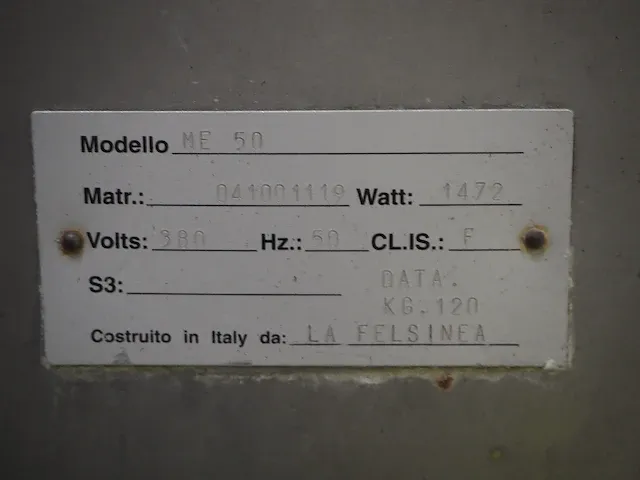 Modello ME 50
Matr.: 041001119 Watt: 1472
Volts: 380 Hz.: 50 CL.IS.: F
S3: DATA.
KG.120
Costruito in Italy da: LA FELSINEA